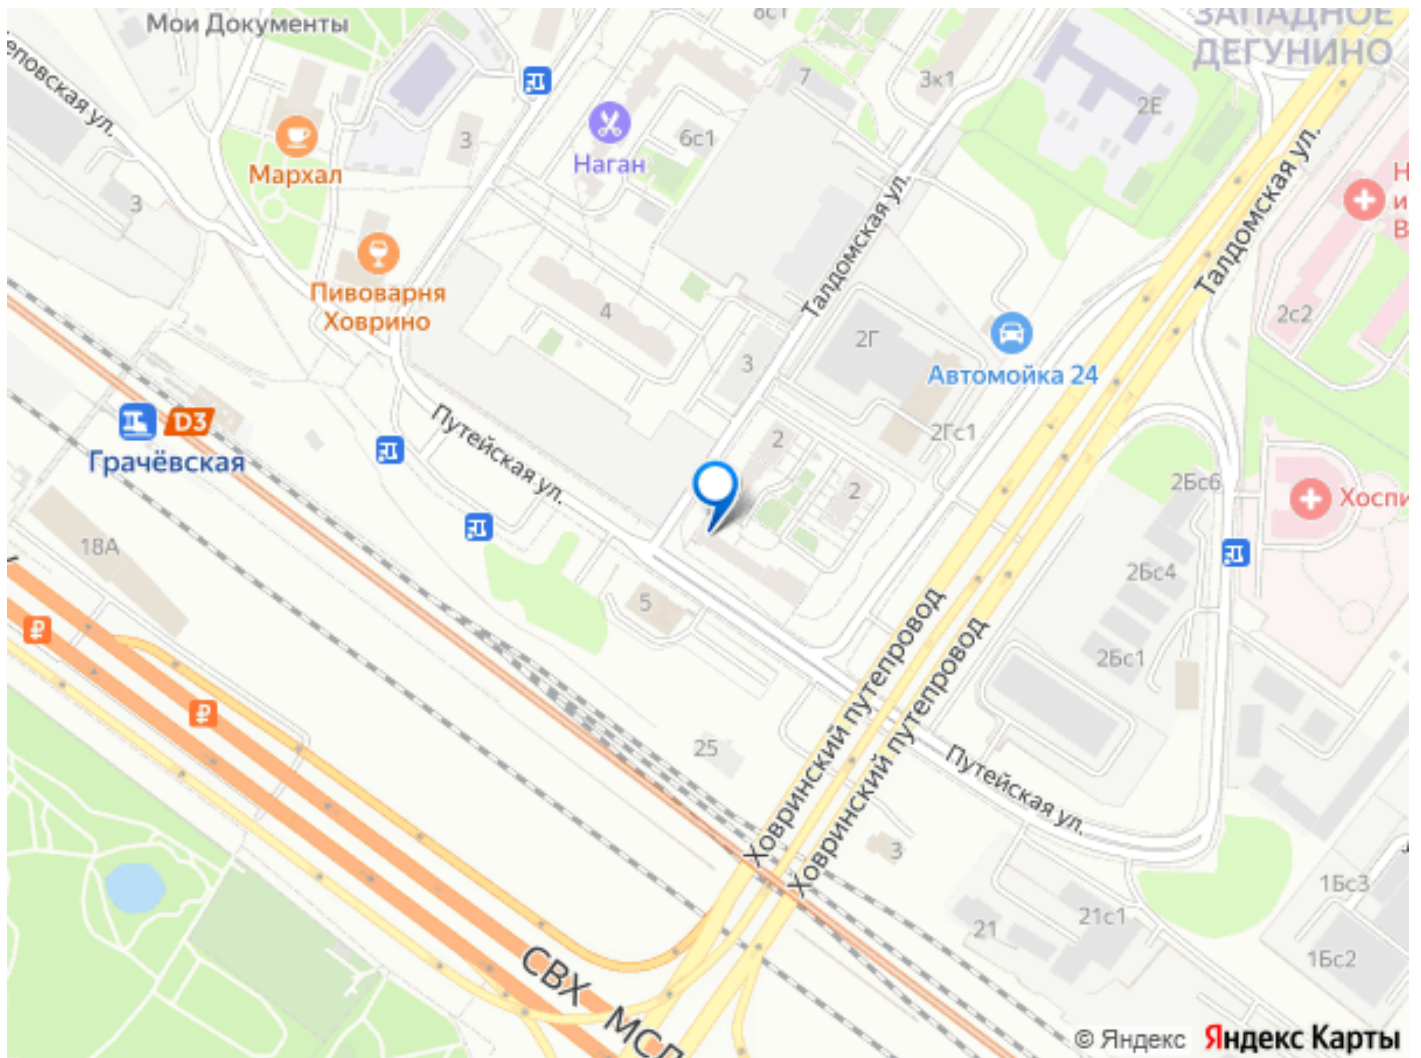 Мои Документы
8с1
ЗАПАДНОЕ
ДЕГУНИНО
7
3к1
2Е
6с1
3
Наган
Мархал
3
Талдомская ул.
Талдомская ул.
Пивоварня
Ховрино
4
2Г
2с2
3
Автомойка 24
D3
Грачёвская
Путейская ул.
2
2Гс1
2
2Бс6
18А
5
2Бс4
2Бс1
Ховринский путепровод
Ховринский путепровод
25
Путейская ул.
3
21
21с1
1Бс3
1Бс2
СВХ
© Яндекс
Яндекс Карты